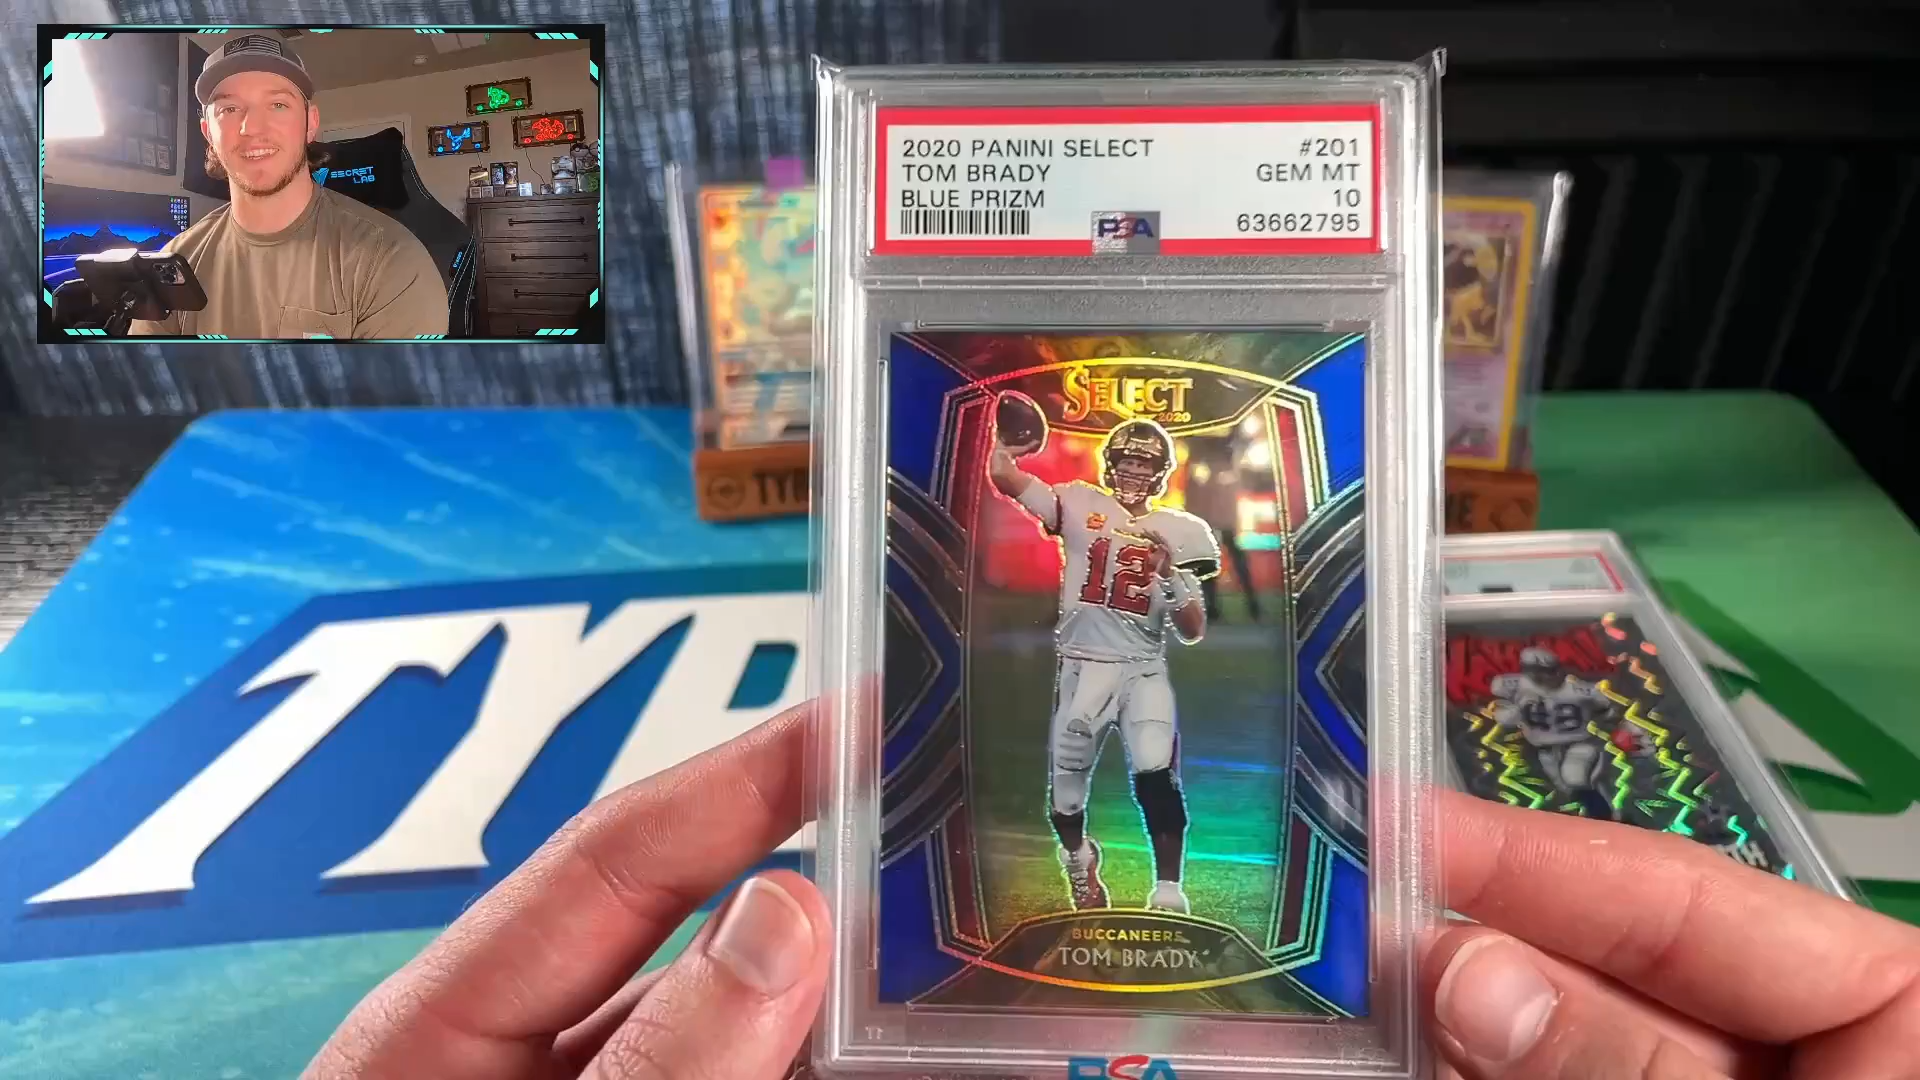 SECRET
LAB
2020 PANINI SELECT #201
TOM BRADY GEM MT
BLUE PRIZM 10
PSA 63662795
SELECT
2020
12
BUCCANEERS
TOM BRADY
PSA
TY